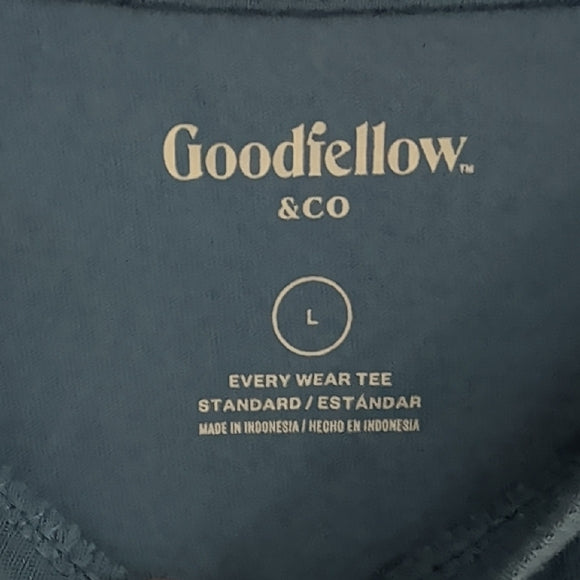 Goodfellow™
&CO
L
EVERY WEAR TEE
STANDARD / ESTÁNDAR
MADE IN INDONESIA / HECHO EN INDONESIA